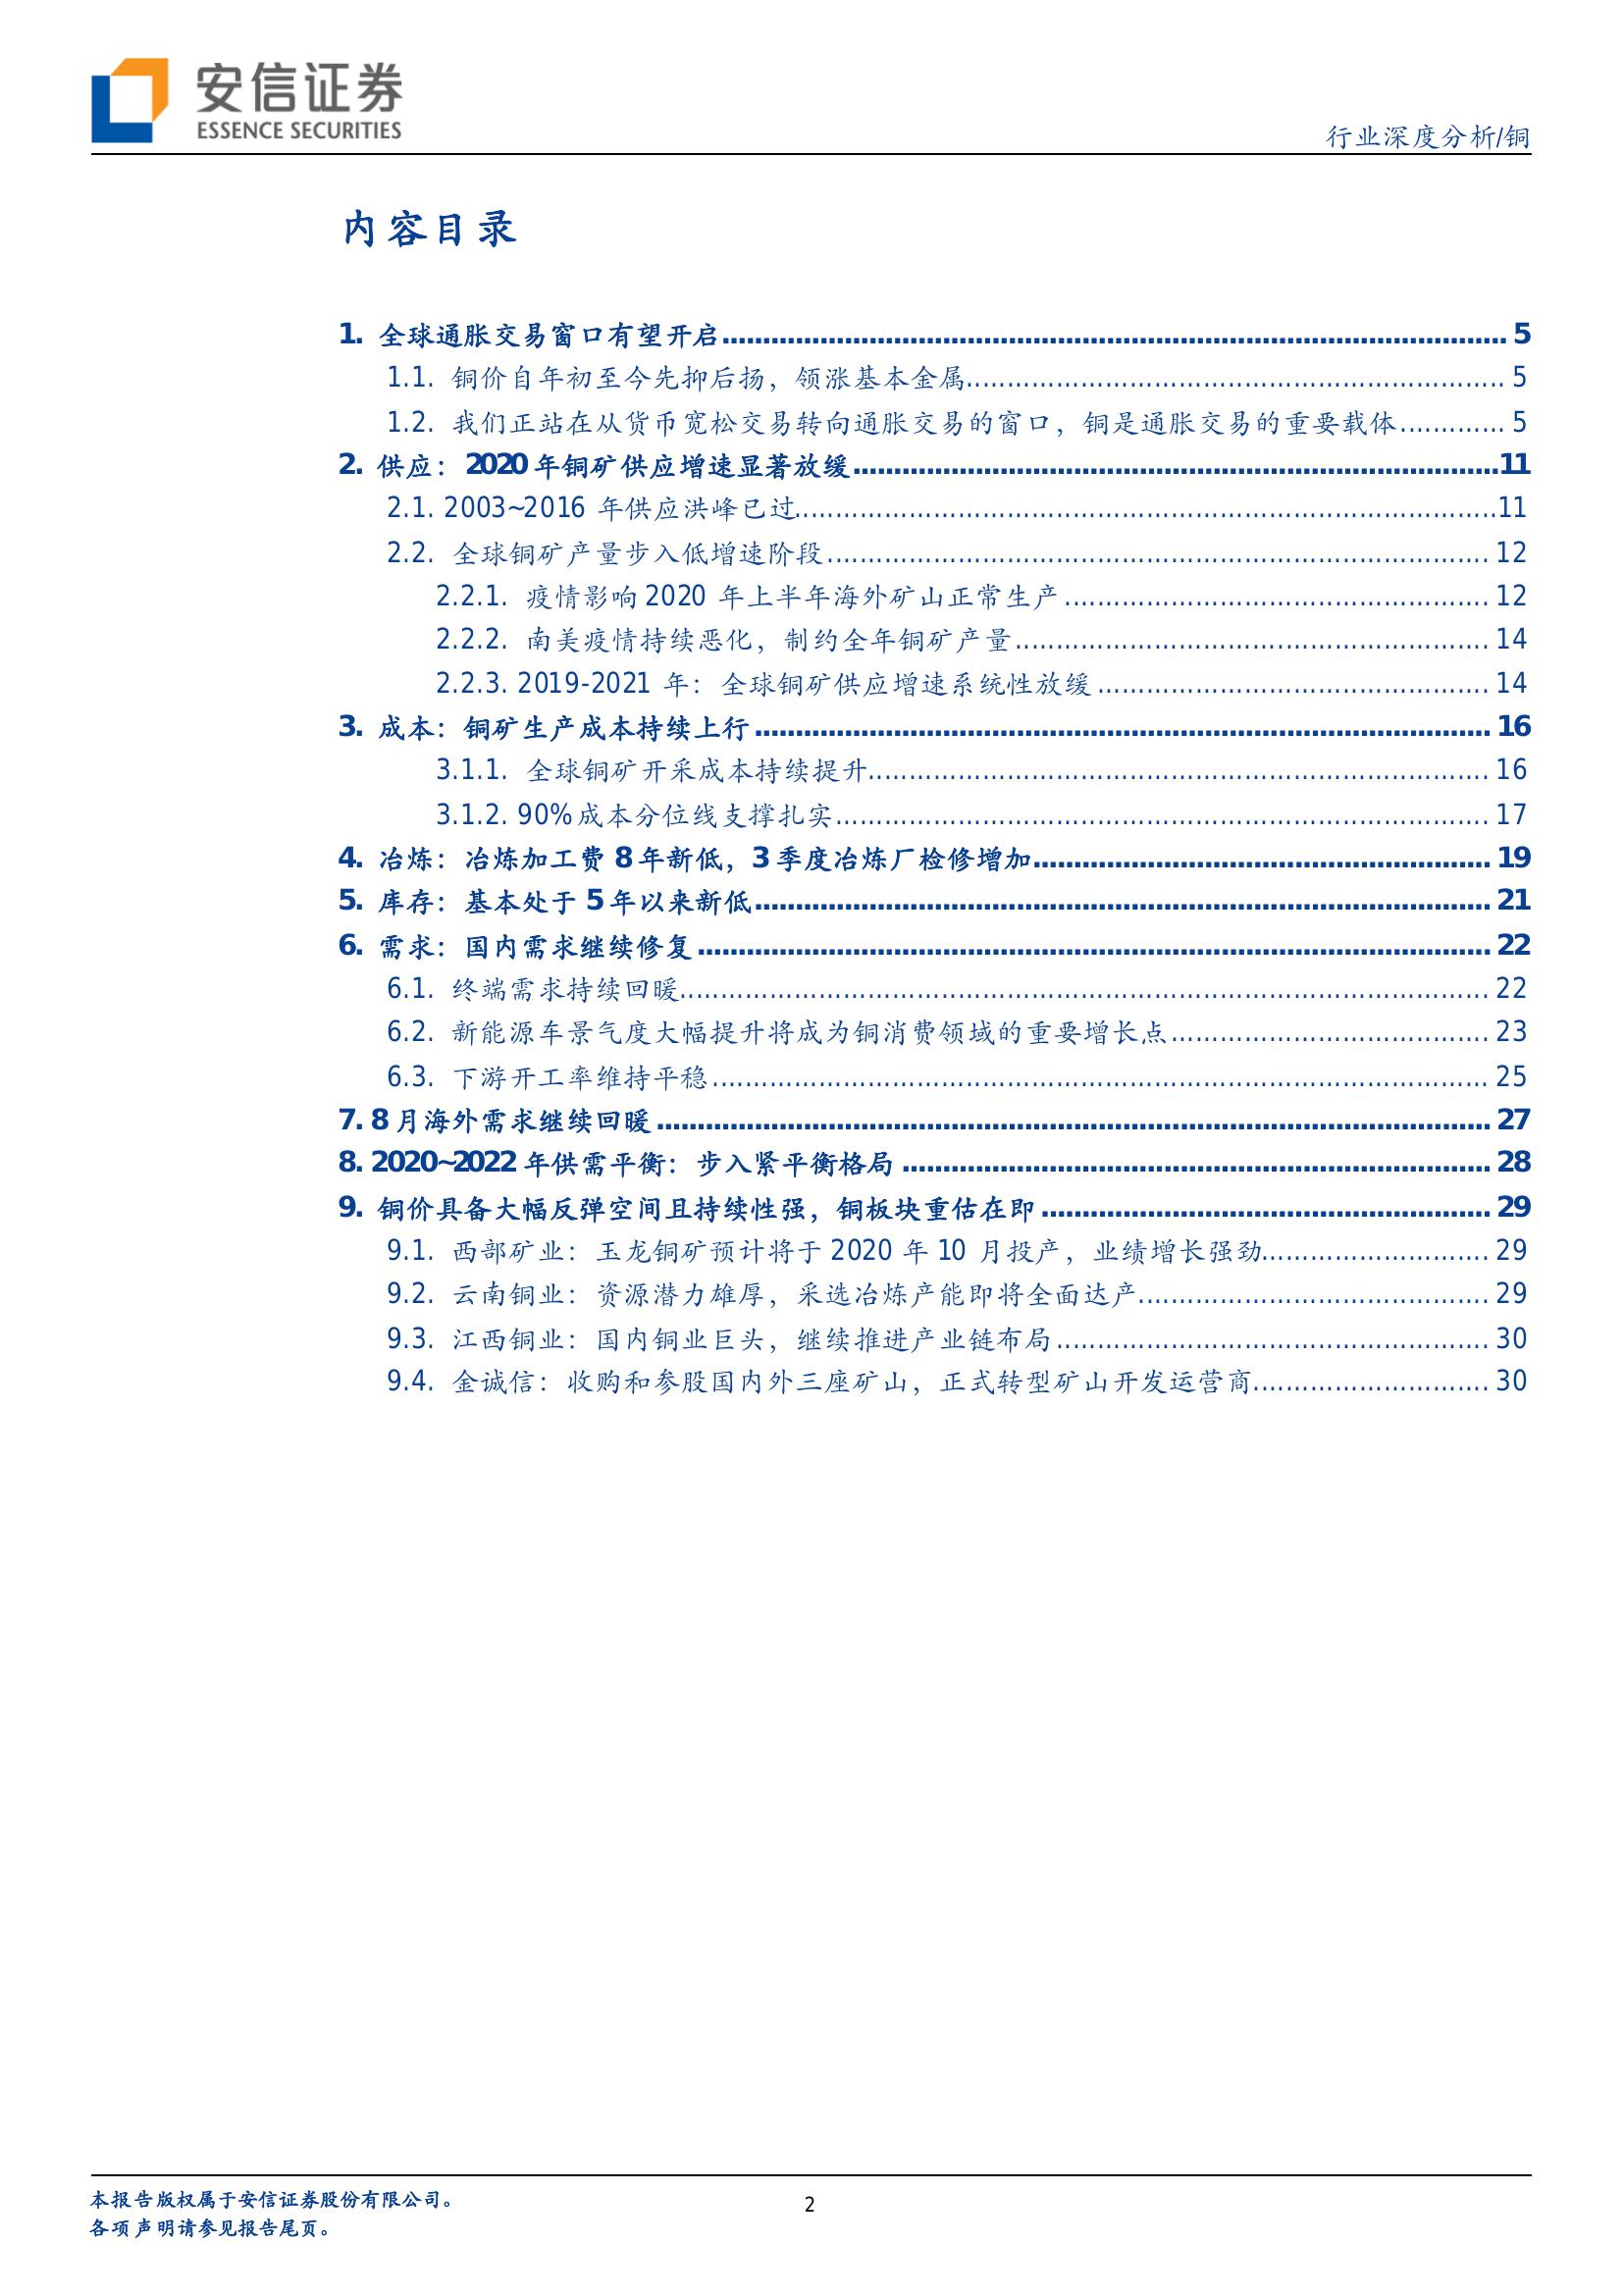 安信证券
ESSENCE SECURITIES
行业深度分析/铜
内容目录
1. 全球通胀交易窗口有望开启 5
1.1. 铜价自年初至今先抑后扬，领涨基本金属 5
1.2. 我们正站在从货币宽松交易转向通胀交易的窗口，铜是通胀交易的重要载体 5
2. 供应：2020 年铜矿供应增速显著放缓 11
2.1. 2003~2016 年供应洪峰已过 11
2.2. 全球铜矿产量步入低增速阶段 12
2.2.1. 疫情影响 2020 年上半年海外矿山正常生产 12
2.2.2. 南美疫情持续恶化，制约全年铜矿产量 14
2.2.3. 2019-2021 年：全球铜矿供应增速系统性放缓 14
3. 成本：铜矿生产成本持续上行 16
3.1.1. 全球铜矿开采成本持续提升 16
3.1.2. 90%成本分位线支撑扎实 17
4. 冶炼：冶炼加工费 8 年新低，3 季度冶炼厂检修增加 19
5. 库存：基本处于 5 年以来新低 21
6. 需求：国内需求继续修复 22
6.1. 终端需求持续回暖 22
6.2. 新能源车景气度大幅提升将成为铜消费领域的重要增长点 23
6.3. 下游开工率维持平稳 25
7. 8 月海外需求继续回暖 27
8. 2020~2022 年供需平衡：步入紧平衡格局 28
9. 铜价具备大幅反弹空间且持续性强，铜板块重估在即 29
9.1. 西部矿业：玉龙铜矿预计将于 2020 年 10 月投产，业绩增长强劲 29
9.2. 云南铜业：资源潜力雄厚，采选冶炼产能即将全面达产 29
9.3. 江西铜业：国内铜业巨头，继续推进产业链布局 30
9.4. 金诚信：收购和参股国内外三座矿山，正式转型矿山开发运营商 30
本报告版权属于安信证券股份有限公司。
各项声明请参见报告尾页。
2